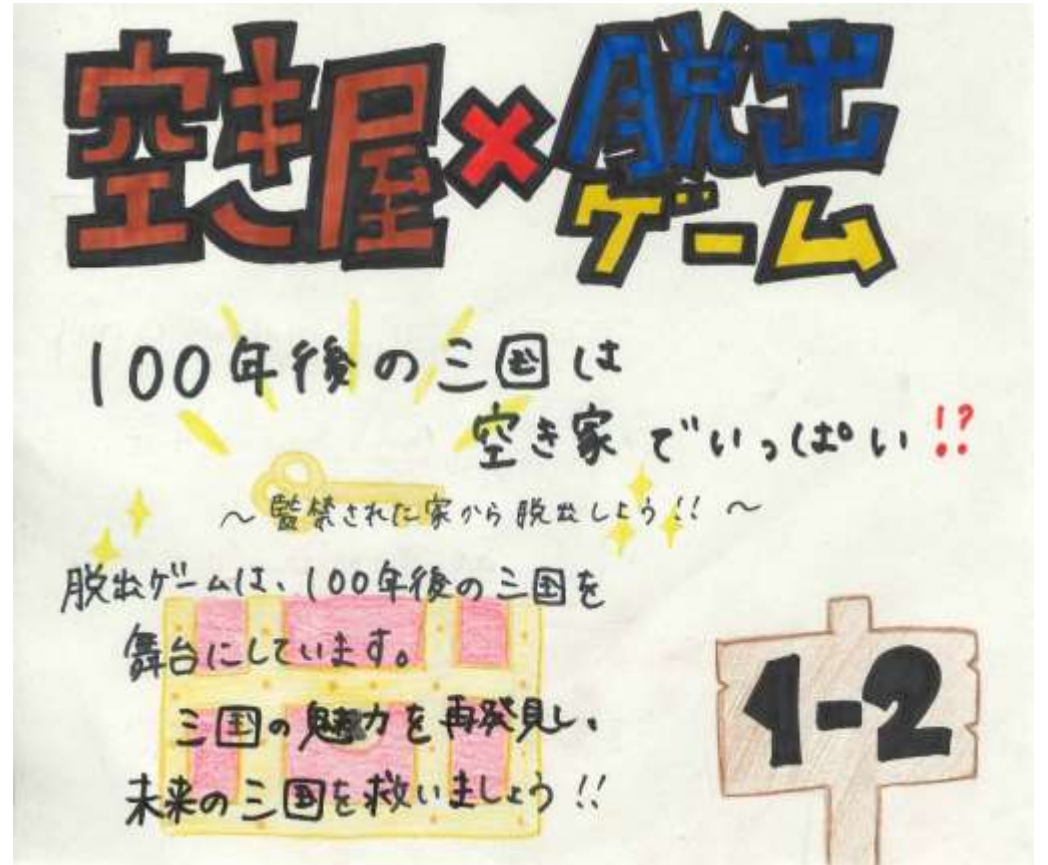 空き屋×脱出
ゲーム
100年後の三国は
空き家でいっぱい!?
～監禁された家から脱出しよう!!～
脱出ゲームは、100年後の三国を
舞台にしています。
三国の魅力を再発見し、
未来の三国を救いましょう!!
1-2